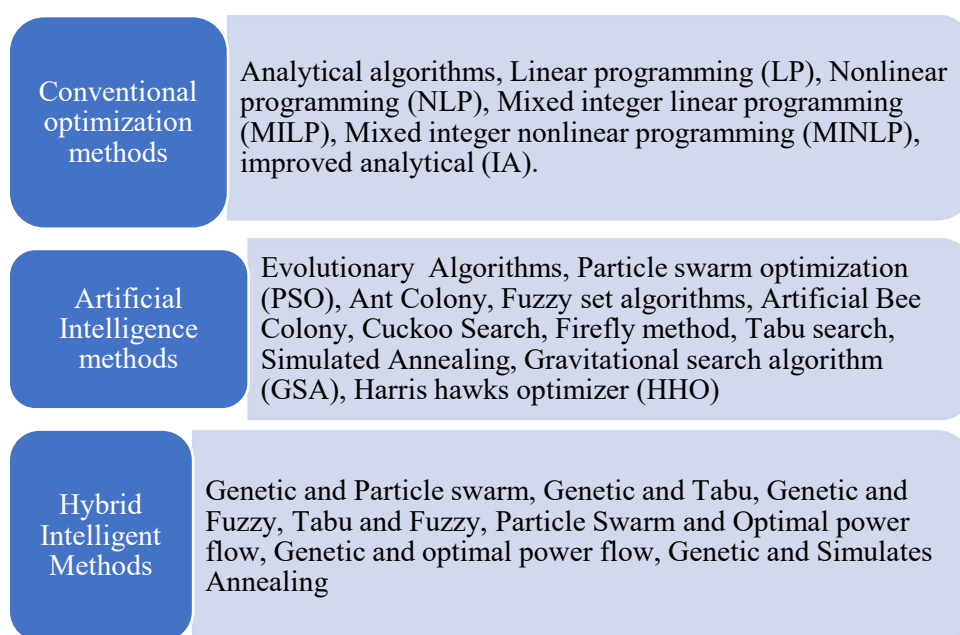 Conventional
optimization
methods
Analytical algorithms, Linear programming (LP), Nonlinear
programming (NLP), Mixed integer linear programming
(MILP), Mixed integer nonlinear programming (MINLP),
improved analytical (IA).
Artificial
Intelligence
methods
Evolutionary Algorithms, Particle swarm optimization
(PSO), Ant Colony, Fuzzy set algorithms, Artificial Bee
Colony, Cuckoo Search, Firefly method, Tabu search,
Simulated Annealing, Gravitational search algorithm
(GSA), Harris hawks optimizer (HHO)
Hybrid
Intelligent
Methods
Genetic and Particle swarm, Genetic and Tabu, Genetic and
Fuzzy, Tabu and Fuzzy, Particle Swarm and Optimal power
flow, Genetic and optimal power flow, Genetic and Simulates
Annealing